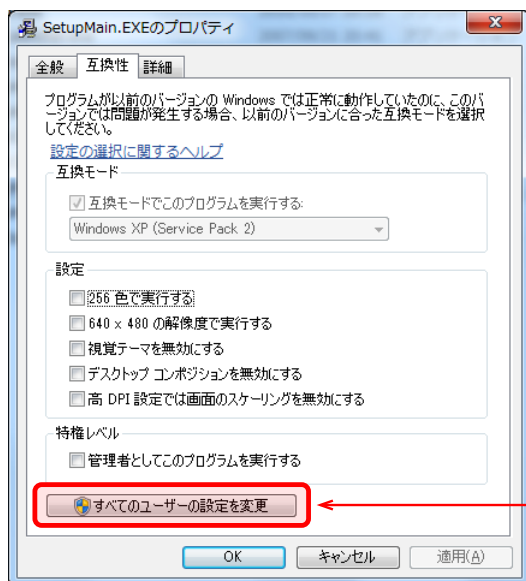 SetupMain.EXEのプロパティ
全般 互換性 詳細
プログラムが以前のバージョンの Windows では正常に動作していたのに、このバ
ージョンでは問題が発生する場合、以前のバージョンに合った互換モードを選択
してください。
設定の選択に関するヘルプ
互換モード
互換モードでこのプログラムを実行する:
Windows XP (Service Pack 2)
設定
256 色で実行する
640 x 480 の解像度で実行する
視覚テーマを無効にする
デスクトップ コンポジションを無効にする
高 DPI 設定では画面のスケーリングを無効にする
特権レベル
管理者としてこのプログラムを実行する
すべてのユーザーの設定を変更
OK キャンセル 適用(A)